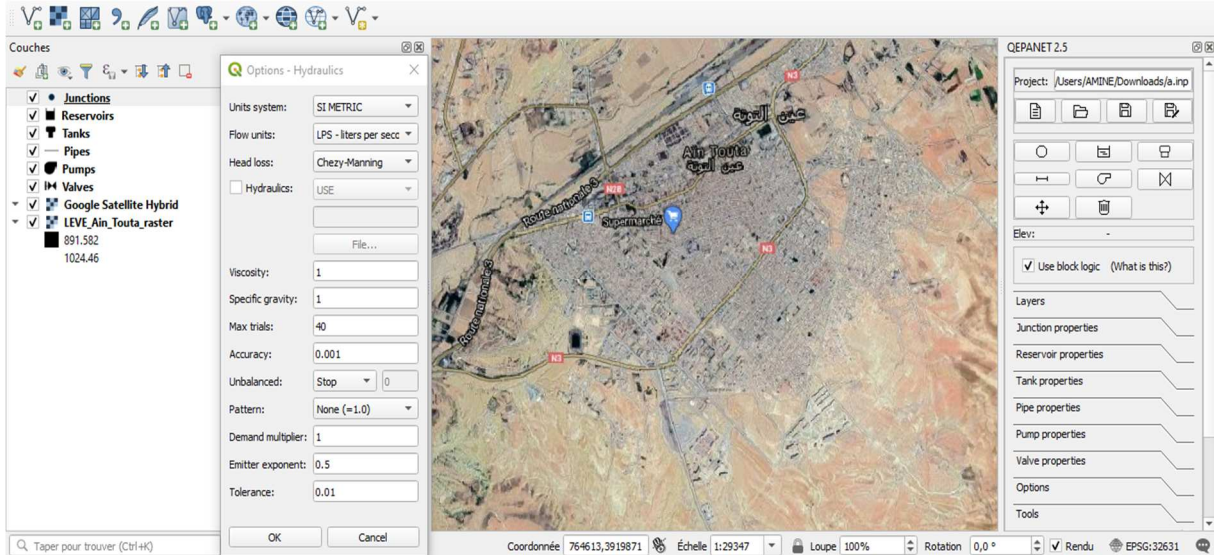 Couches
Junctions
Reservoirs
Tanks
Pipes
Pumps
Valves
Google Satellite Hybrid
LEVE_Ain_Touta_raster
891.582
1024.46
Taper pour trouver (Ctrl+K)
Options - Hydraulics
Units system: SI METRIC
Flow units: LPS - liters per secc
Head loss: Chezy-Manning
Hydraulics: USE
File...
Viscosity: 1
Specific gravity: 1
Max trials: 40
Accuracy: 0.001
Unbalanced: Stop 0
Pattern: None (=1.0)
Demand multiplier: 1
Emitter exponent: 0.5
Tolerance: 0.01
OK Cancel
N3
عين التوتة
Ain Touta
عين التوتة
N28
Route nationale 3
Supermarché
N3
Route nationale 3
N3
QEPANET 2.5
Project: /Users/AMINE/Downloads/a.inp
Elev: -
Use block logic (What is this?)
Layers
Junction properties
Reservoir properties
Tank properties
Pipe properties
Pump properties
Valve properties
Options
Tools
Coordonnée 764613,3919871 Échelle 1:29347 Loupe 100% Rotation 0,0 ° Rendu EPSG:32631